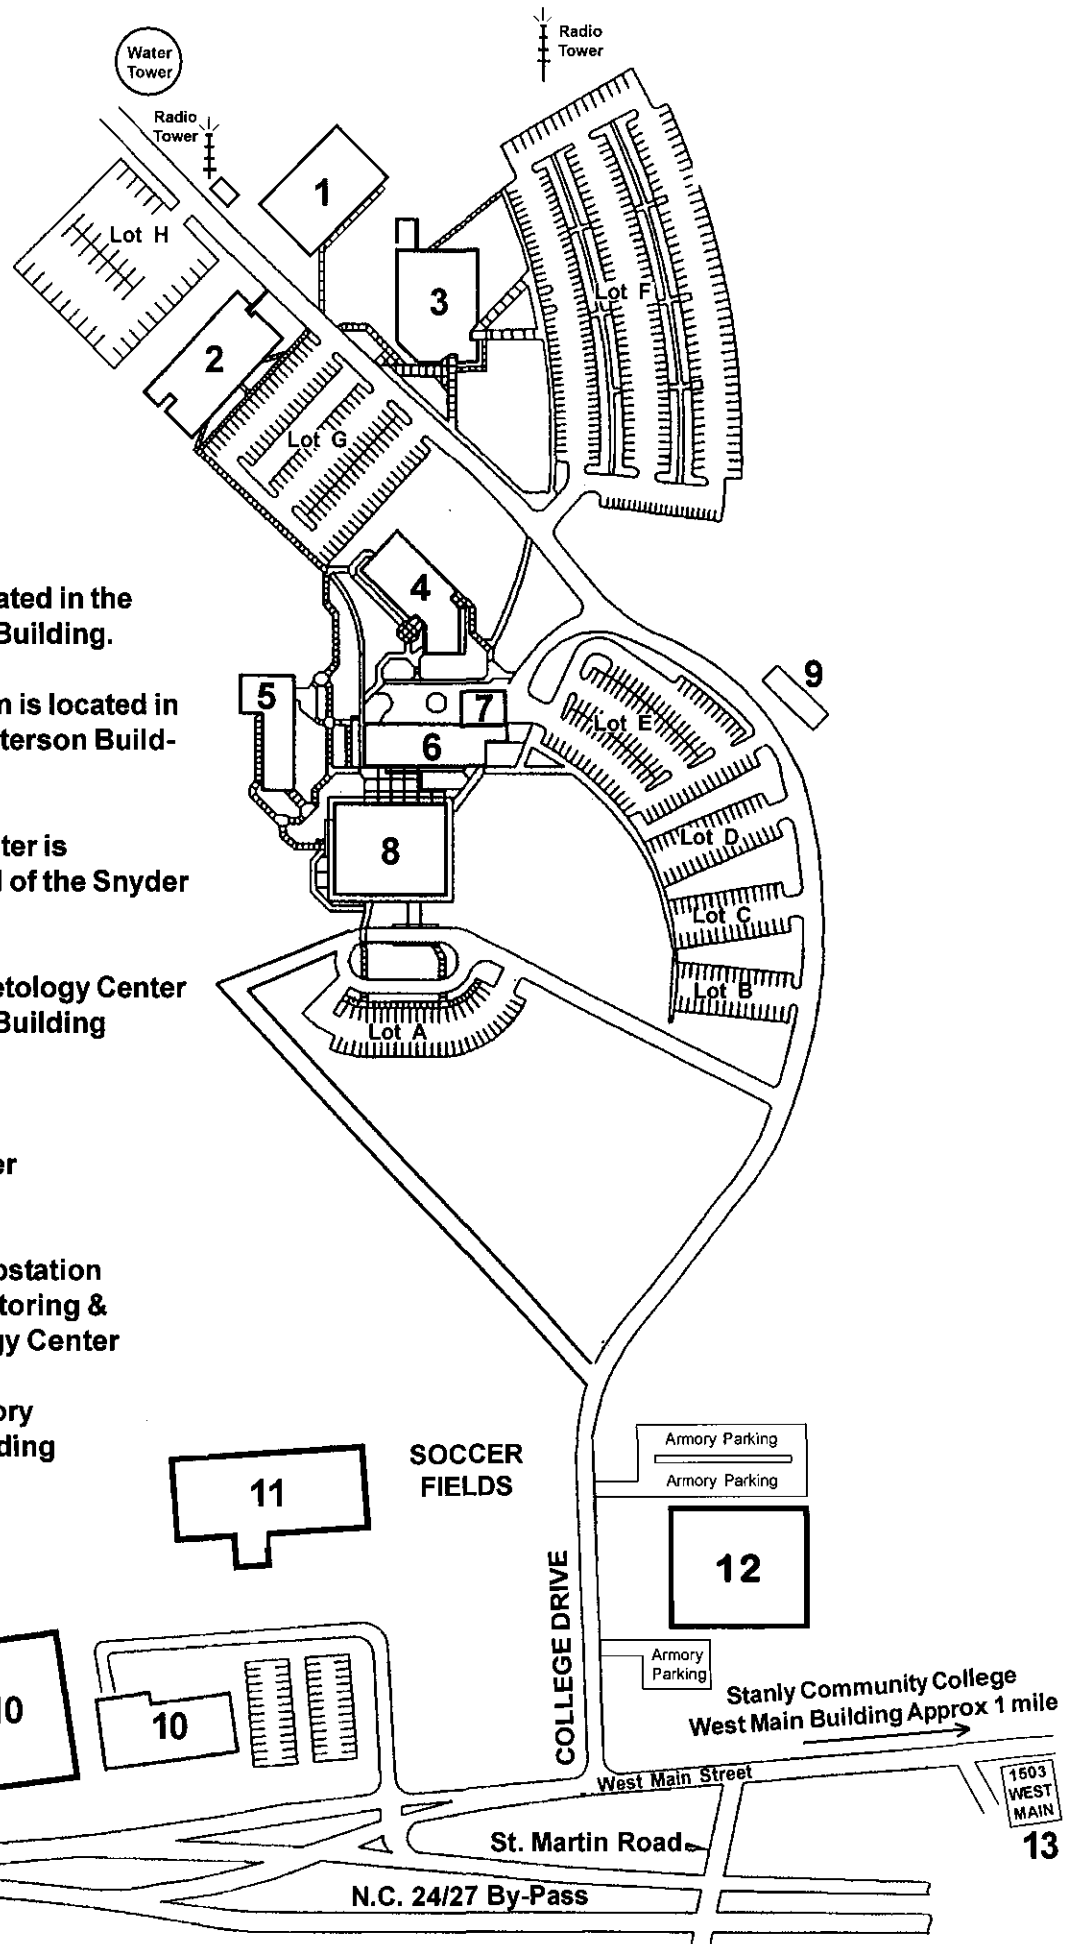 Water
Tower
Radio
Tower
Radio
Tower
1
Lot H
3
Lot F
2
Lot G
4
ated in the
Building.
9
5
n is located in
terson Build-
7
Lot E
6
Lot D
8
ter is
l of the Snyder
Lot C
etology Center
Building
Lot B
Lot A
er
ostation
toring &
gy Center
ory
ding
SOCCER
FIELDS
Armory Parking
Armory Parking
11
12
COLLEGE DRIVE
Armory
Parking
Stanly Community College
West Main Building Approx 1 mile
10
10
West Main Street
1503
WEST
MAIN
13
St. Martin Road
N.C. 24/27 By-Pass